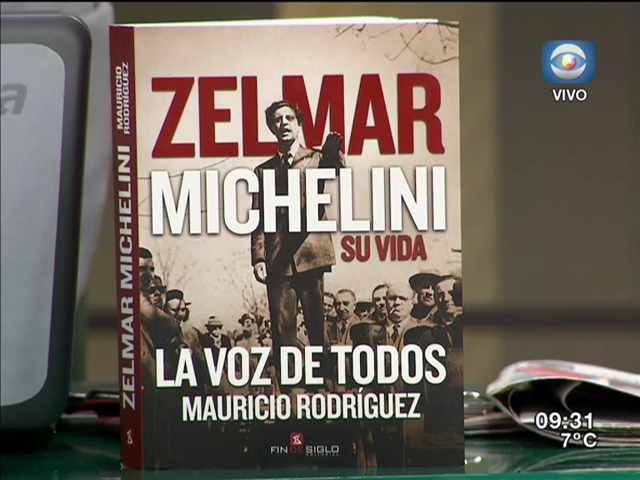 ZELMAR
MICHELINI
SU VIDA
LA VOZ DE TODOS
MAURICIO RODRÍGUEZ
FIN DE SIGLO
EDITORIAL
ZELMAR MICHELINI
MAURICIO
RODRÍGUEZ
VIVO
09:31
7°C